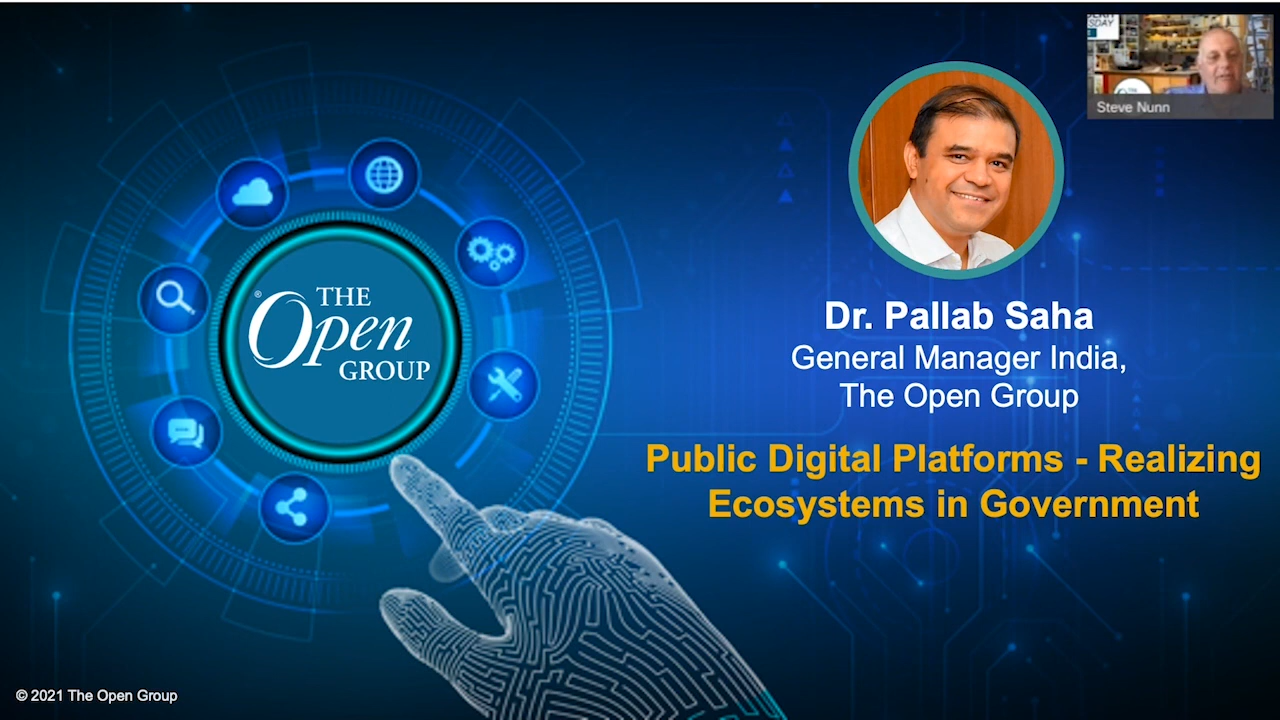 SDAY
Steve Nunn
®
THE
Open
GROUP
Dr. Pallab Saha
General Manager India,
The Open Group
Public Digital Platforms - Realizing
Ecosystems in Government
© 2021 The Open Group